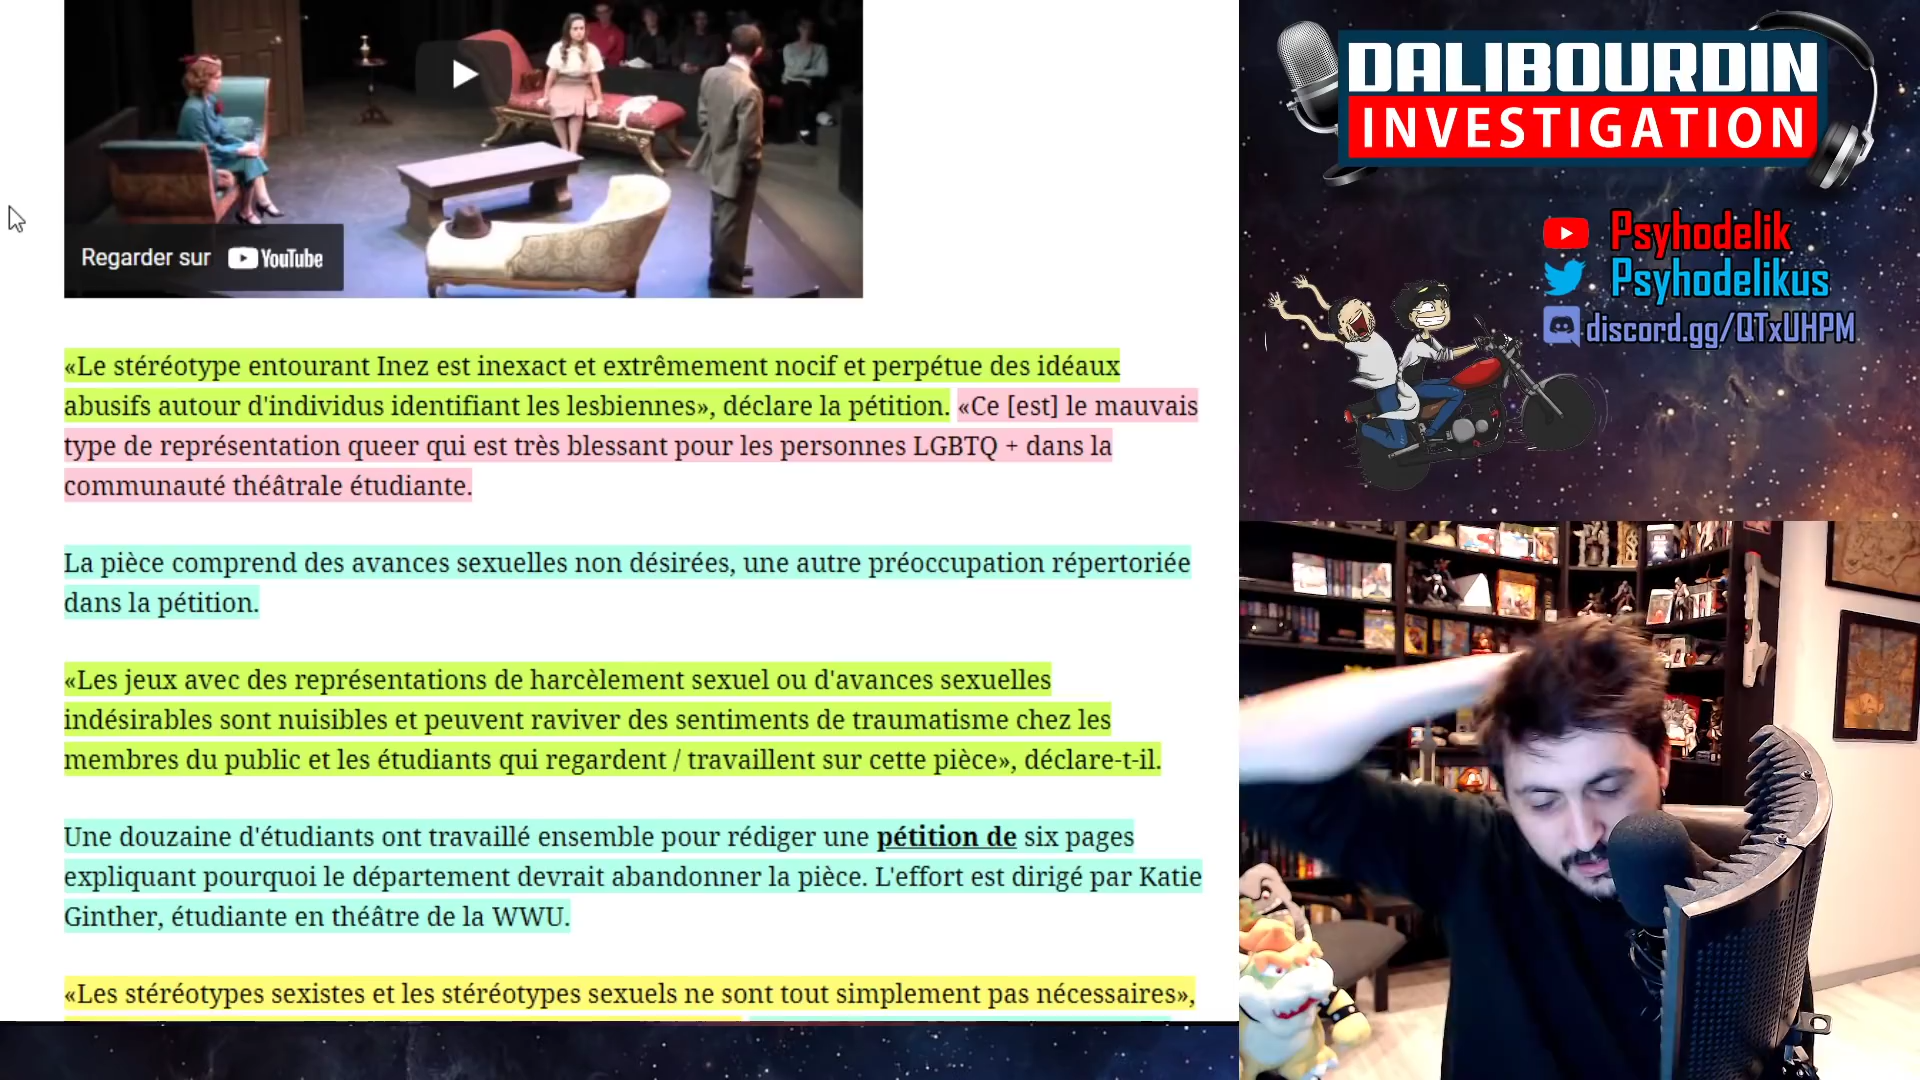 Regarder sur YouTube
«Le stéréotype entourant Inez est inexact et extrêmement nocif et perpétue des idéaux
abusifs autour d'individus identifiant les lesbiennes», déclare la pétition. «Ce [est] le mauvais
type de représentation queer qui est très blessant pour les personnes LGBTQ + dans la
communauté théâtrale étudiante.
La pièce comprend des avances sexuelles non désirées, une autre préoccupation répertoriée
dans la pétition.
«Les jeux avec des représentations de harcèlement sexuel ou d'avances sexuelles
indésirables sont nuisibles et peuvent raviver des sentiments de traumatisme chez les
membres du public et les étudiants qui regardent / travaillent sur cette pièce», déclare-t-il.
Une douzaine d'étudiants ont travaillé ensemble pour rédiger une pétition de six pages
expliquant pourquoi le département devrait abandonner la pièce. L'effort est dirigé par Katie
Ginther, étudiante en théâtre de la WWU.
«Les stéréotypes sexistes et les stéréotypes sexuels ne sont tout simplement pas nécessaires»,
DALIBOURDIN
INVESTIGATION
Psyhodelik
Psyhodelikus
discord.gg/QTxUHPM